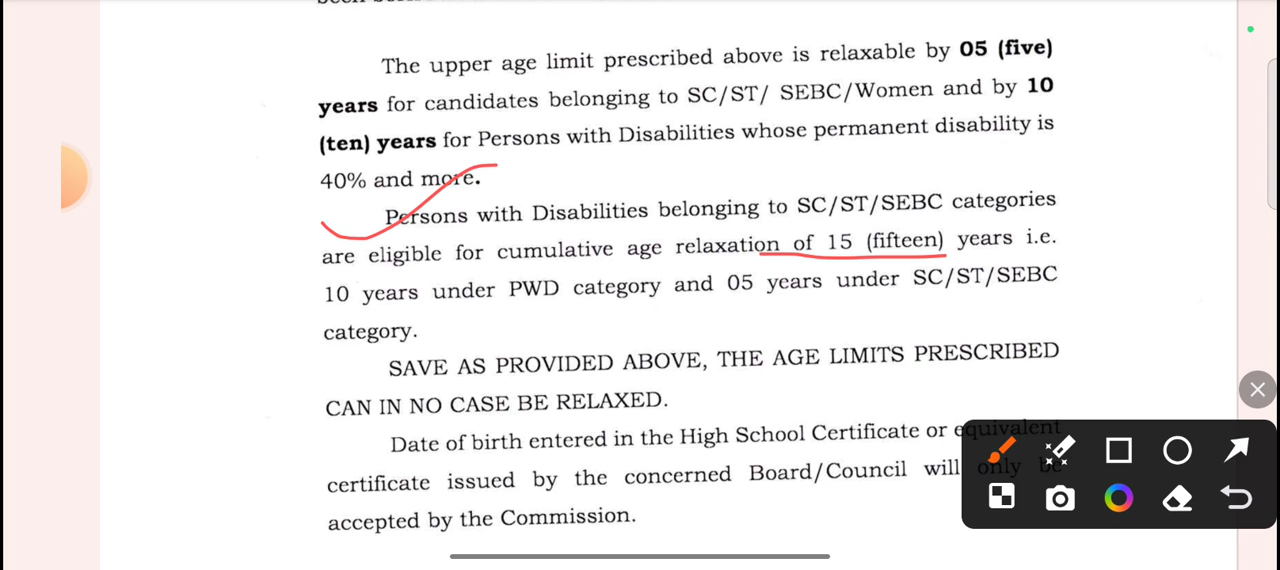 The upper age limit prescribed above is relaxable by 05 (five)
years for candidates belonging to SC/ST/ SEBC/Women and by 10
(ten) years for Persons with Disabilities whose permanent disability is
40% and more.
Persons with Disabilities belonging to SC/ST/SEBC categories
are eligible for cumulative age relaxation of 15 (fifteen) years i.e.
10 years under PWD category and 05 years under SC/ST/SEBC
category.
SAVE AS PROVIDED ABOVE, THE AGE LIMITS PRESCRIBED
CAN IN NO CASE BE RELAXED.
Date of birth entered in the High School Certificate or equivalent
certificate issued by the concerned Board/Council will only be
accepted by the Commission.